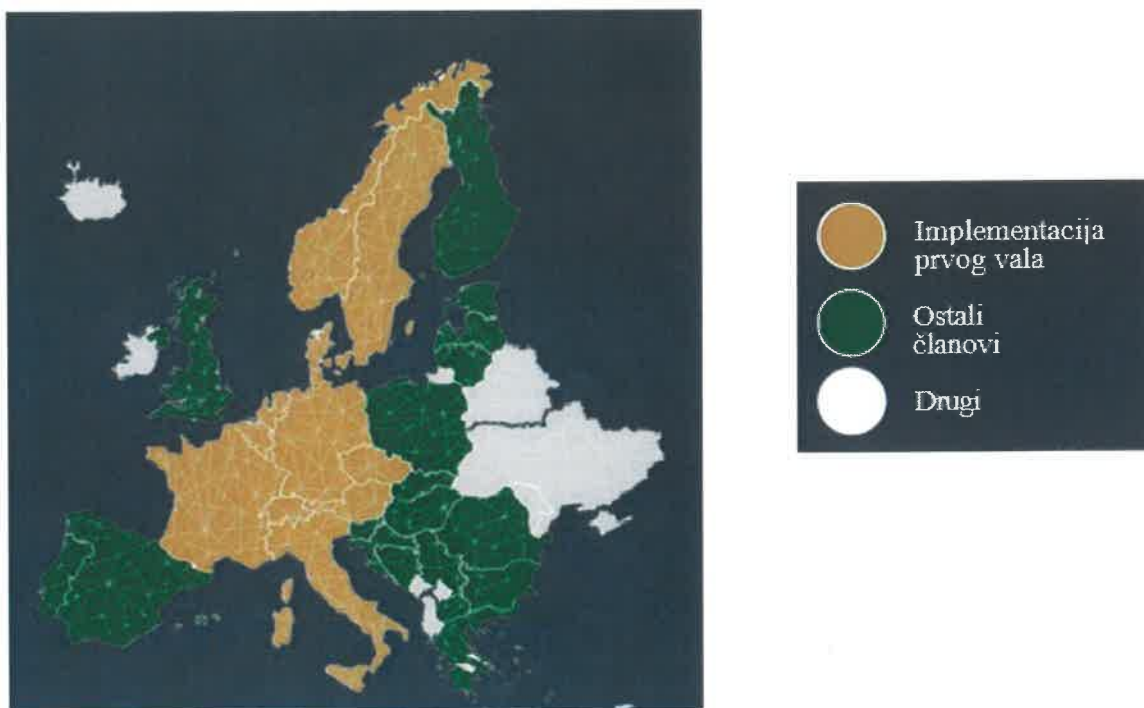 Implementacija
prvog vala
Ostali
članovi
Drugi